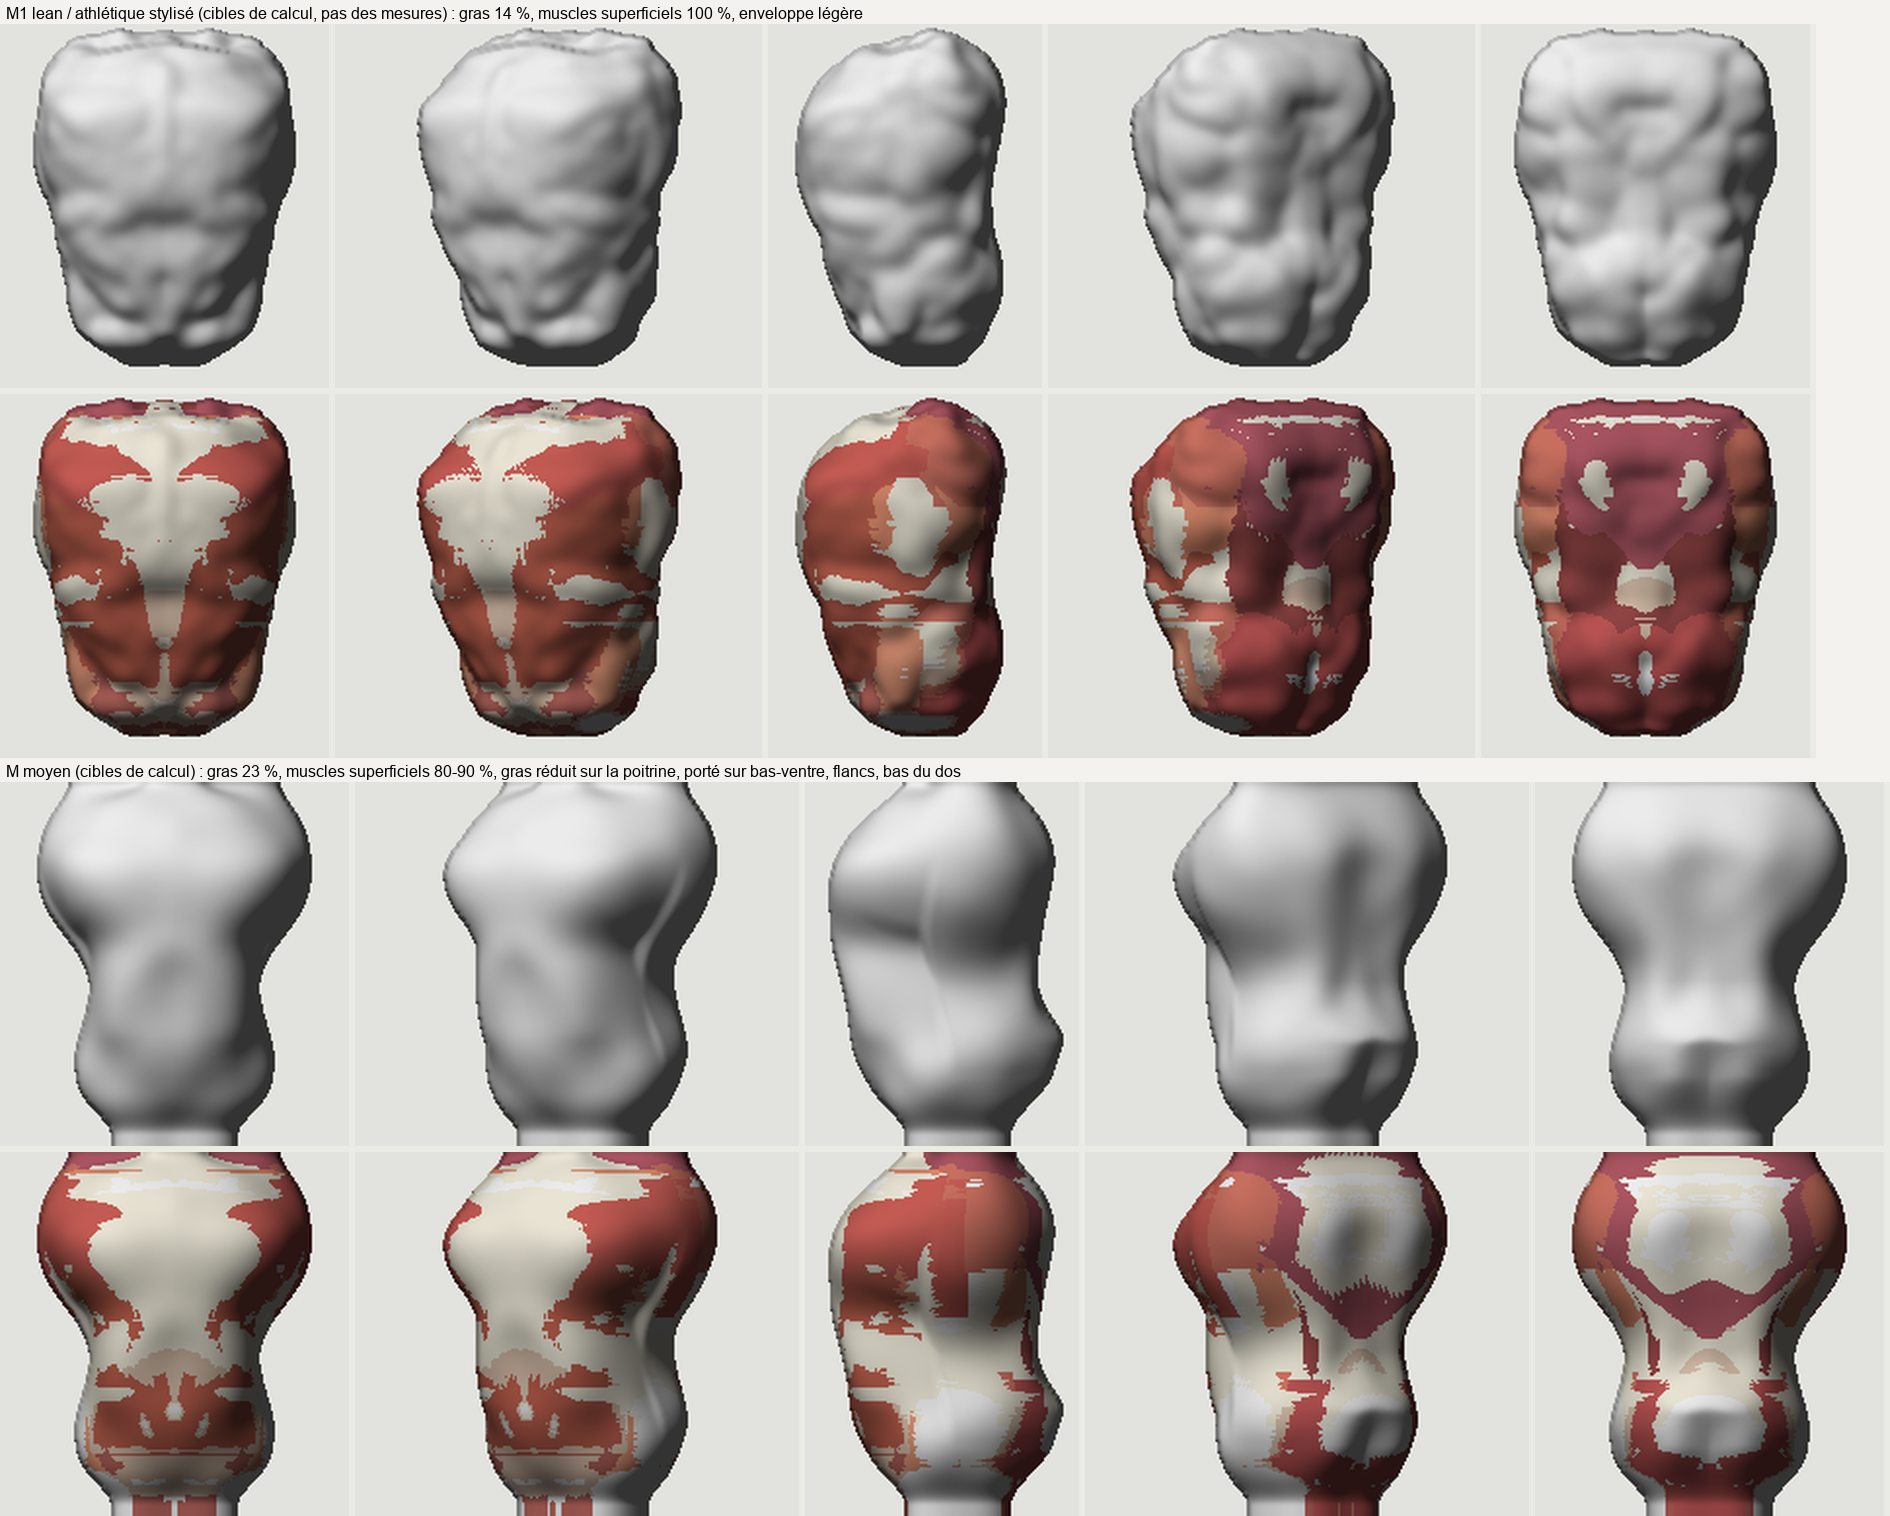 M1 lean / athlétique stylisé (cibles de calcul, pas des mesures) : gras 14 %, muscles superficiels 100 %, enveloppe légère
M moyen (cibles de calcul) : gras 23 %, muscles superficiels 80-90 %, gras réduit sur la poitrine, porté sur bas-ventre, flancs, bas du dos